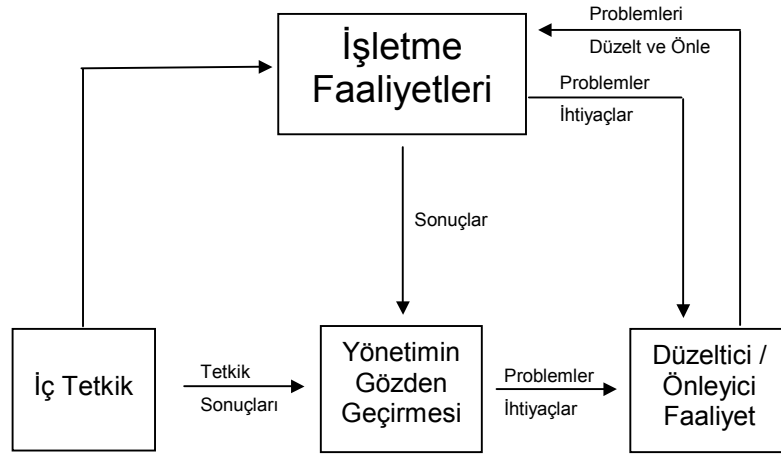 Problemleri
Düzelt ve Önle
İşletme
Faaliyetleri
Problemler
İhtiyaçlar
Sonuçlar
İç Tetkik
Tetkik
Sonuçları
Yönetimin
Gözden
Geçirmesi
Problemler
İhtiyaçlar
Düzeltici /
Önleyici
Faaliyet